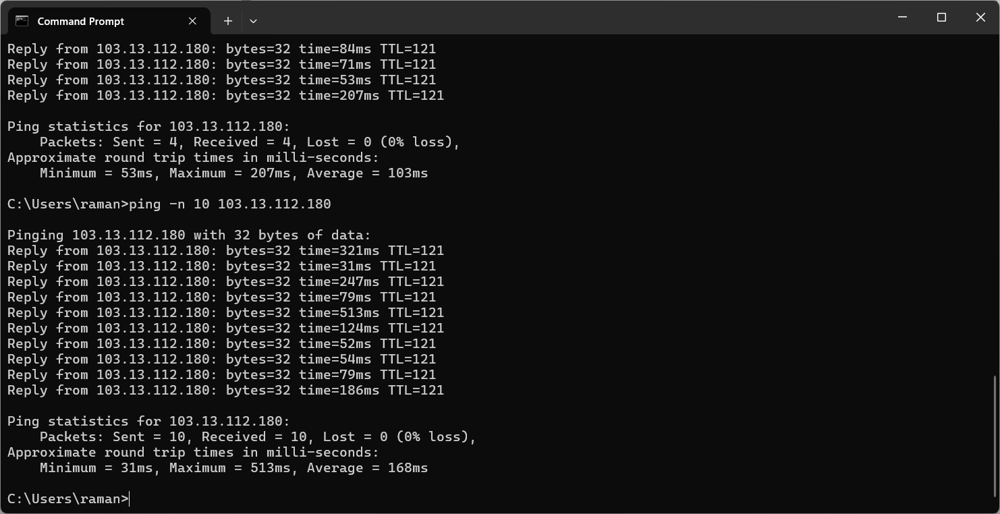 Command Prompt
Reply from 103.13.112.180: bytes=32 time=84ms TTL=121
Reply from 103.13.112.180: bytes=32 time=71ms TTL=121
Reply from 103.13.112.180: bytes=32 time=53ms TTL=121
Reply from 103.13.112.180: bytes=32 time=207ms TTL=121
Ping statistics for 103.13.112.180:
    Packets: Sent = 4, Received = 4, Lost = 0 (0% loss),
Approximate round trip times in milli-seconds:
    Minimum = 53ms, Maximum = 207ms, Average = 103ms
C:\Users\raman>ping -n 10 103.13.112.180
Pinging 103.13.112.180 with 32 bytes of data:
Reply from 103.13.112.180: bytes=32 time=321ms TTL=121
Reply from 103.13.112.180: bytes=32 time=31ms TTL=121
Reply from 103.13.112.180: bytes=32 time=247ms TTL=121
Reply from 103.13.112.180: bytes=32 time=79ms TTL=121
Reply from 103.13.112.180: bytes=32 time=513ms TTL=121
Reply from 103.13.112.180: bytes=32 time=124ms TTL=121
Reply from 103.13.112.180: bytes=32 time=52ms TTL=121
Reply from 103.13.112.180: bytes=32 time=54ms TTL=121
Reply from 103.13.112.180: bytes=32 time=79ms TTL=121
Reply from 103.13.112.180: bytes=32 time=186ms TTL=121
Ping statistics for 103.13.112.180:
    Packets: Sent = 10, Received = 10, Lost = 0 (0% loss),
Approximate round trip times in milli-seconds:
    Minimum = 31ms, Maximum = 513ms, Average = 168ms
C:\Users\raman>